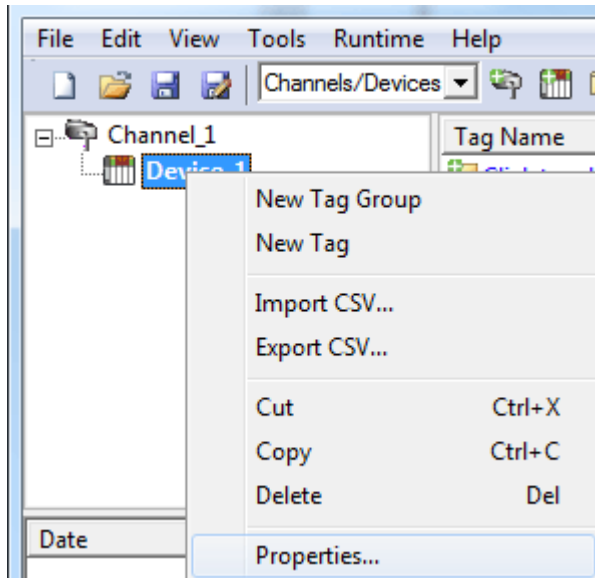 File Edit View Tools Runtime Help
Channels/Devices
Channel_1 Tag Name
Device_1
New Tag Group
New Tag
Import CSV...
Export CSV...
Cut Ctrl+X
Copy Ctrl+C
Delete Del
Date
Properties...